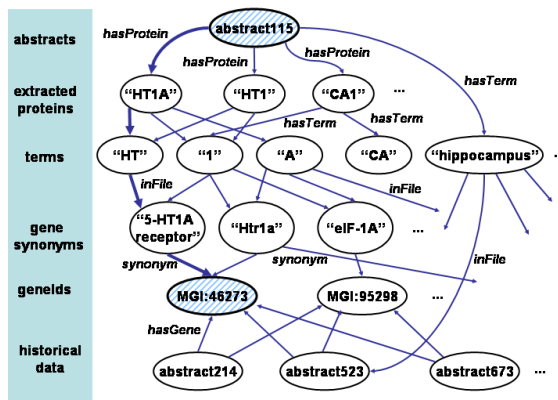 abstracts
abstract115
hasProtein
hasProtein
hasProtein
hasTerm
extracted
proteins
“HT1A”
“HT1”
“CA1”
...
hasTerm
hasTerm
terms
“HT”
“1”
“A”
“CA”
“hippocampus”
inFile
inFile
gene
synonyms
“5-HT1A
receptor”
“Htr1a”
“eIF-1A”
...
synonym
synonym
inFile
geneIds
MGI:46273
MGI:95298
...
hasGene
historical
data
abstract214
abstract523
abstract673
...